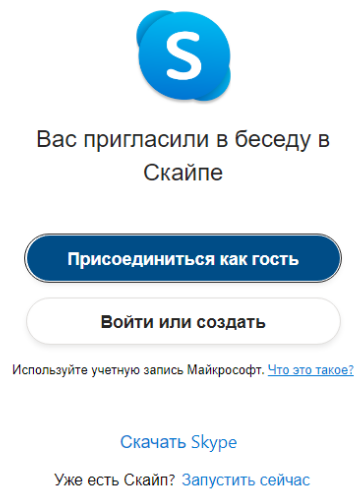 S
Вас пригласили в беседу в
Скайпе
Присоединиться как гость
Войти или создать
Используйте учетную запись Майкрософт. Что это такое?
Скачать Skype
Уже есть Скайп? Запустить сейчас